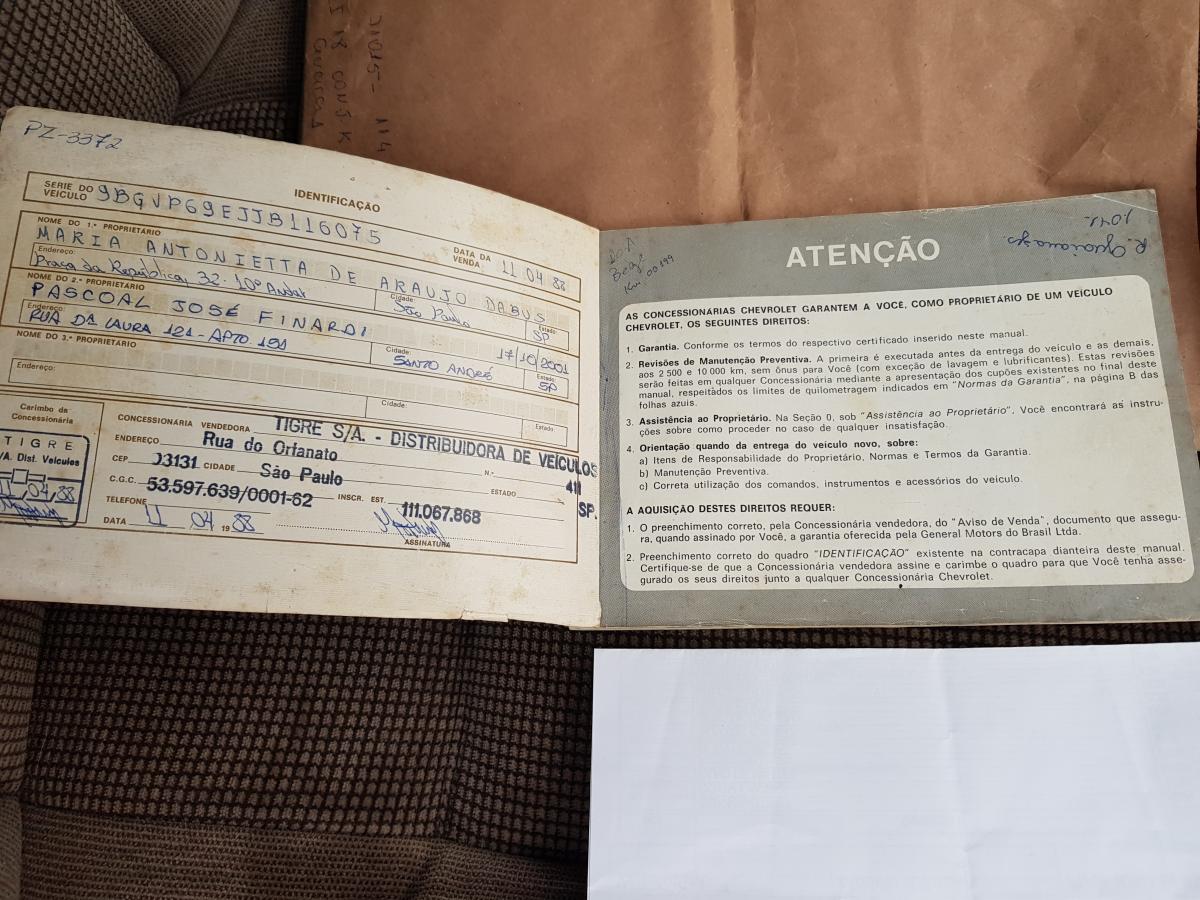 PZ-3372
IDENTIFICAÇÃO
SERIE DO VEICULO 9BGVP69EJJB116075
DATA DA VENDA: 11 04 88
NOME DO 1.º PROPRIETÁRIO
MARIA ANTONIETTA DE ARAUJO DABUS
Endereço: Praça da República, 32-10º Andar
Cidade: São Paulo
Estado: SP
NOME DO 2.º PROPRIETÁRIO
PASCOAL JOSÉ FINARDI 17/10/2001
Endereço: RUA DA LAURA 121-APTO 191
Cidade: SANTO ANDRÉ
Estado: SP
NOME DO 3.º PROPRIETÁRIO
Endereço:
Cidade:
Estado:
Carimbo da Concessionária
TIGRE
/A. Dist. Veículos
11,04,88
CONCESSIONÁRIA VENDEDORA TIGRE S/A. - DISTRIBUIDORA DE VEÍCULOS
ENDEREÇO Rua do Orfanato N.º 411
CEP 03131 CIDADE São Paulo ESTADO SP.
C.G.C. 53.597.639/0001-62 INSCR. EST. 111.067.868
TELEFONE
DATA 11 04 1988
ASSINATURA
ATENÇÃO
AS CONCESSIONÁRIAS CHEVROLET GARANTEM A VOCÊ, COMO PROPRIETÁRIO DE UM VEÍCULO
CHEVROLET, OS SEGUINTES DIREITOS:
1. Garantia. Conforme os termos do respectivo certificado inserido neste manual.
2. Revisões de Manutenção Preventiva. A primeira é executada antes da entrega do veículo e as demais,
aos 2 500 e 10 000 km, sem ônus para Você (com exceção de lavagem e lubrificantes). Estas revisões
serão feitas em qualquer Concessionária mediante a apresentação dos cupões existentes no final deste
manual, respeitados os limites de quilometragem indicados em "Normas da Garantia", na página B das
folhas azuis.
3. Assistência ao Proprietário. Na Seção 0, sob "Assistência ao Proprietário", Você encontrará as instru-
ções sobre como proceder no caso de qualquer insatisfação.
4. Orientação quando da entrega do veículo novo, sobre:
a) Itens de Responsabilidade do Proprietário, Normas e Termos da Garantia.
b) Manutenção Preventiva.
c) Correta utilização dos comandos, instrumentos e acessórios do veículo.
A AQUISIÇÃO DESTES DIREITOS REQUER:
1. O preenchimento correto, pela Concessionária vendedora, do "Aviso de Venda", documento que assegu-
ra, quando assinado por Você, a garantia oferecida pela General Motors do Brasil Ltda.
2. Preenchimento correto do quadro "IDENTIFICAÇÃO" existente na contracapa dianteira deste manual.
Certifique-se de que a Concessionária vendedora assine e carimbe o quadro para que Você tenha asse-
gurado os seus direitos junto a qualquer Concessionária Chevrolet.